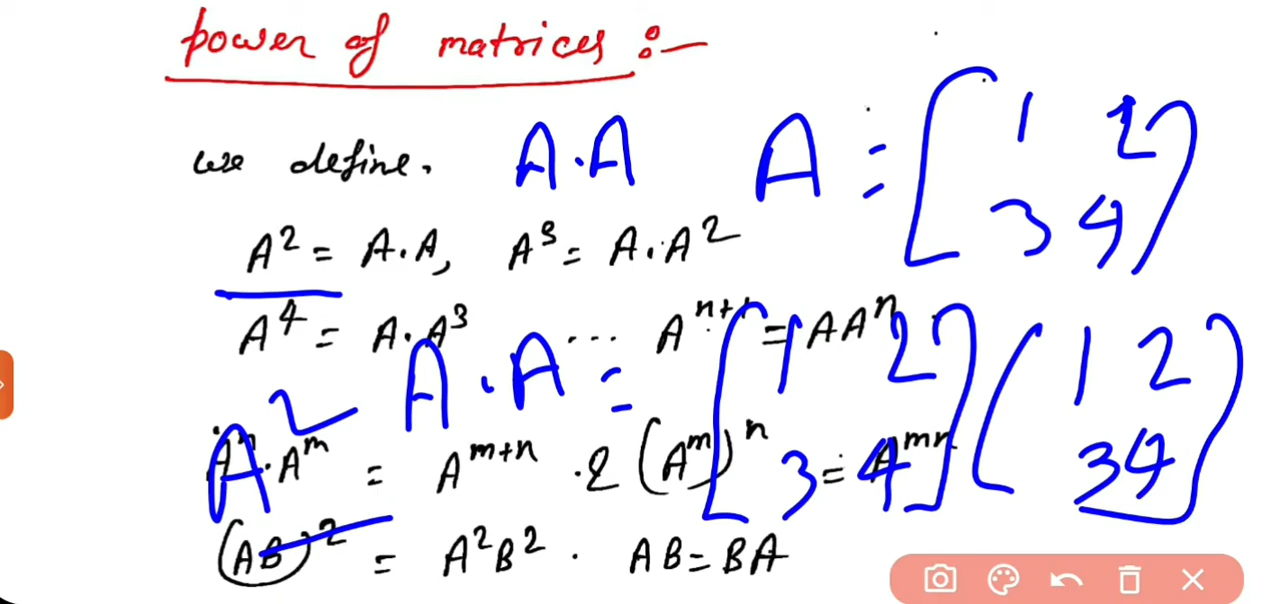 power of matrices :-
we define. A.A A = [1 2
3 4]
A² = A.A, A³ = A.A²
A⁴ = A.A³ ... Aⁿ⁺ = AAⁿ
A.A = [1 2 (1 2
3 4] 3 4)
A²
Aⁿ.Aᵐ = Aᵐ⁺ⁿ . & (Aᵐ)ⁿ = Aᵐⁿ
(AB)² = A²B² . AB = BA